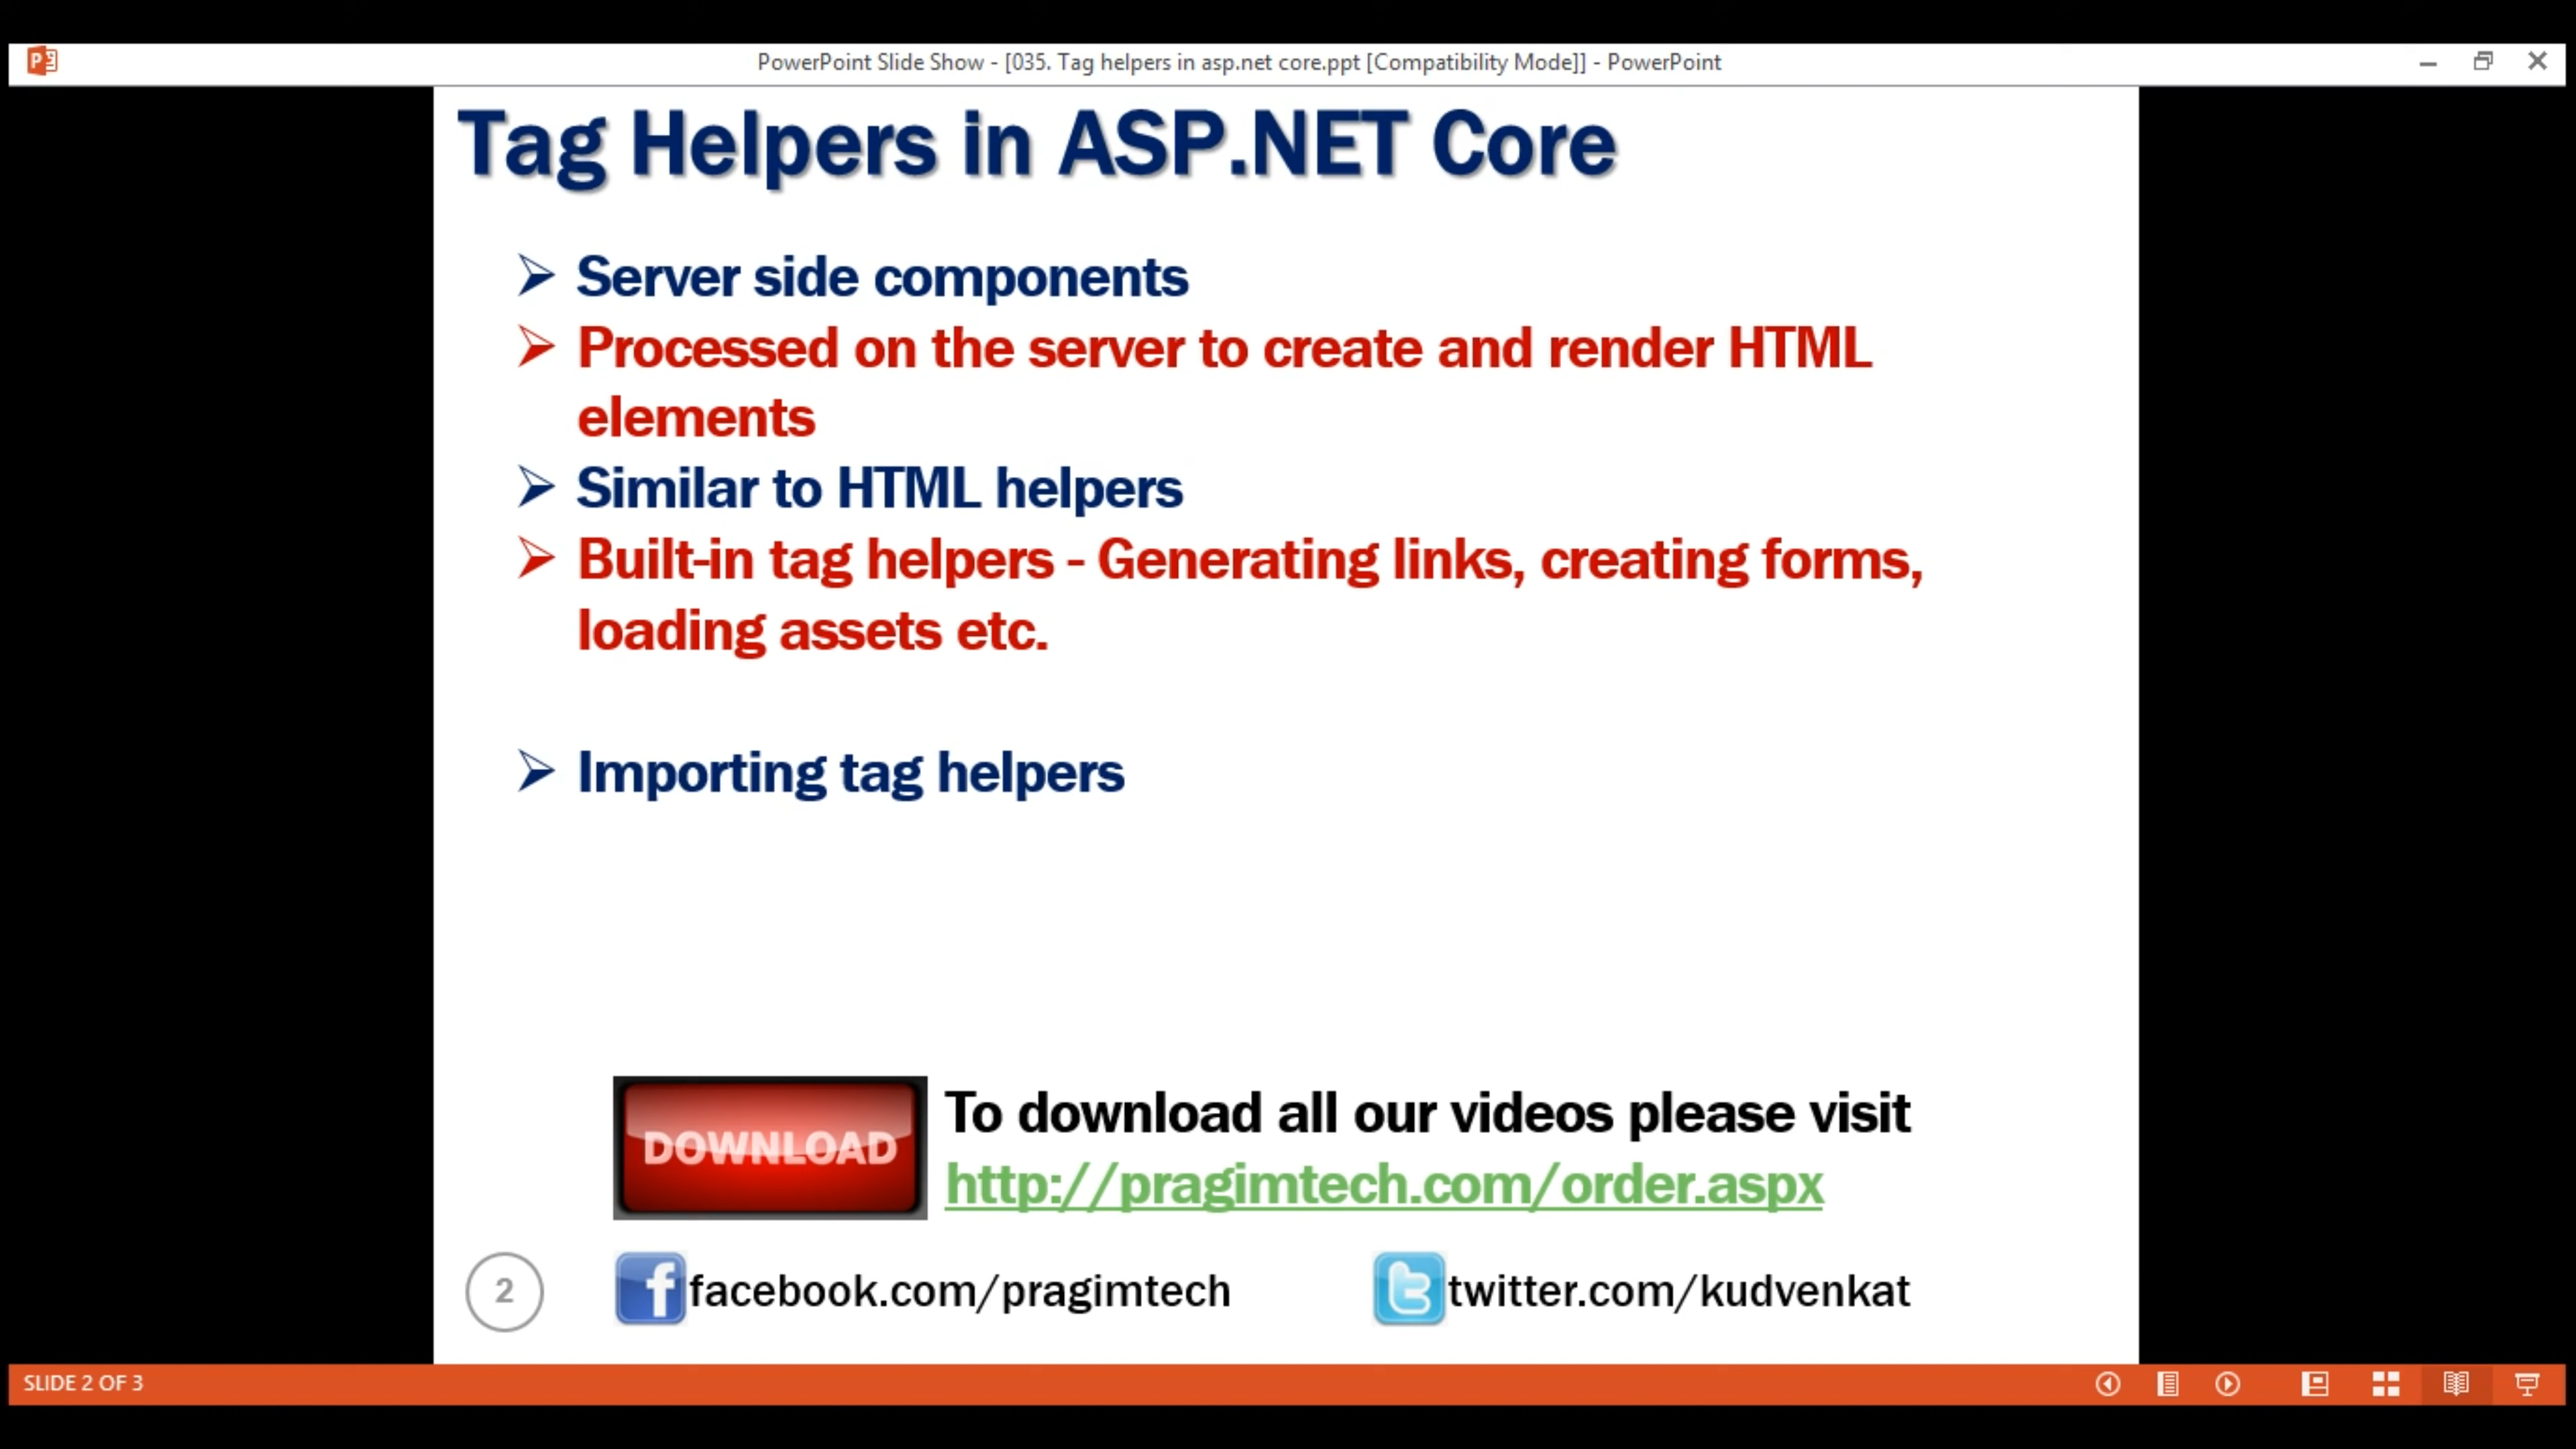 PowerPoint Slide Show - [035. Tag helpers in asp.net core.ppt [Compatibility Mode]] - PowerPoint
Tag Helpers in ASP.NET Core
Server side components
Processed on the server to create and render HTML
elements
Similar to HTML helpers
Built-in tag helpers - Generating links, creating forms,
loading assets etc.
Importing tag helpers
DOWNLOAD
To download all our videos please visit
http://pragimtech.com/order.aspx
2
facebook.com/pragimtech
twitter.com/kudvenkat
SLIDE 2 OF 3